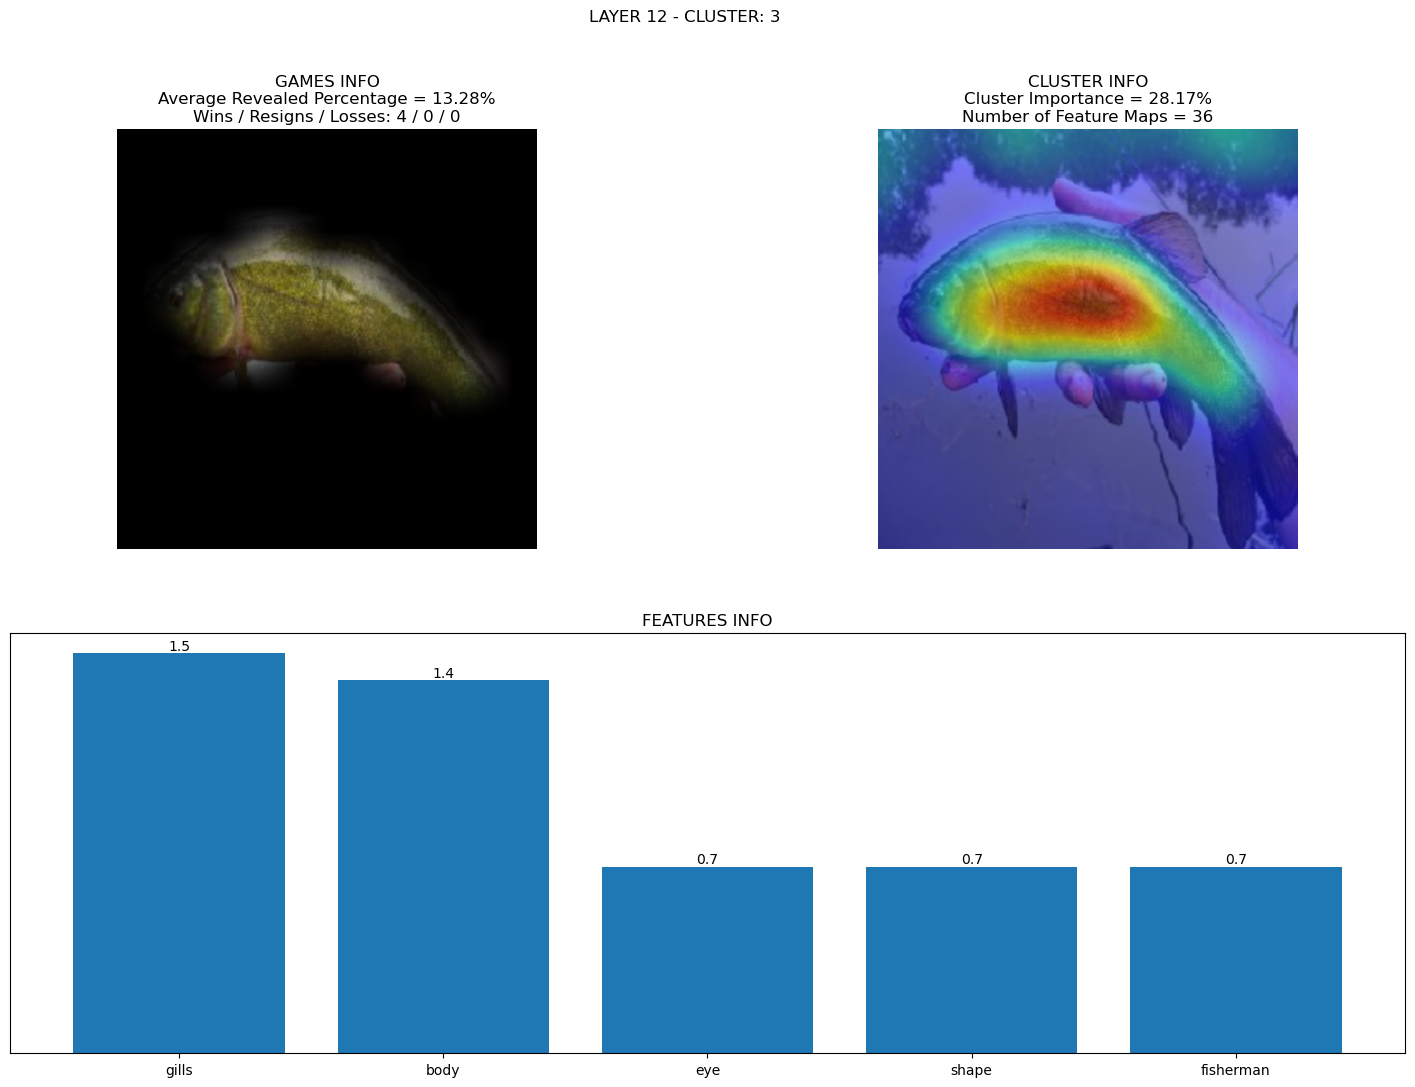 LAYER 12 - CLUSTER: 3
GAMES INFO
Average Revealed Percentage = 13.28%
Wins / Resigns / Losses: 4 / 0 / 0
CLUSTER INFO
Cluster Importance = 28.17%
Number of Feature Maps = 36
FEATURES INFO
1.5
1.4
0.7
0.7
0.7
gills
body
eye
shape
fisherman